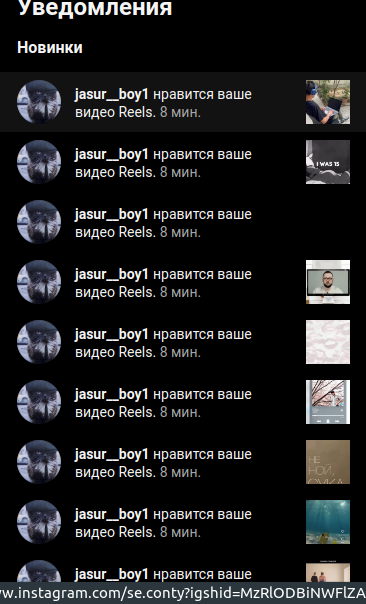 Уведомления
Новинки
jasur__boy1 нравится ваше
видео Reels. 8 мин.
jasur__boy1 нравится ваше
видео Reels. 8 мин.
I WAS 15
jasur__boy1 нравится ваше
видео Reels. 8 мин.
jasur__boy1 нравится ваше
видео Reels. 8 мин.
jasur__boy1 нравится ваше
видео Reels. 8 мин.
jasur__boy1 нравится ваше
видео Reels. 8 мин.
jasur__boy1 нравится ваше
видео Reels. 8 мин.
НЕ
НОЙ,
СУКА
jasur__boy1 нравится ваше
видео Reels. 8 мин.
jasur__boy1 нравится ваше
w.instagram.com/se.conty?igshid=MzRlODBiNWFlZA